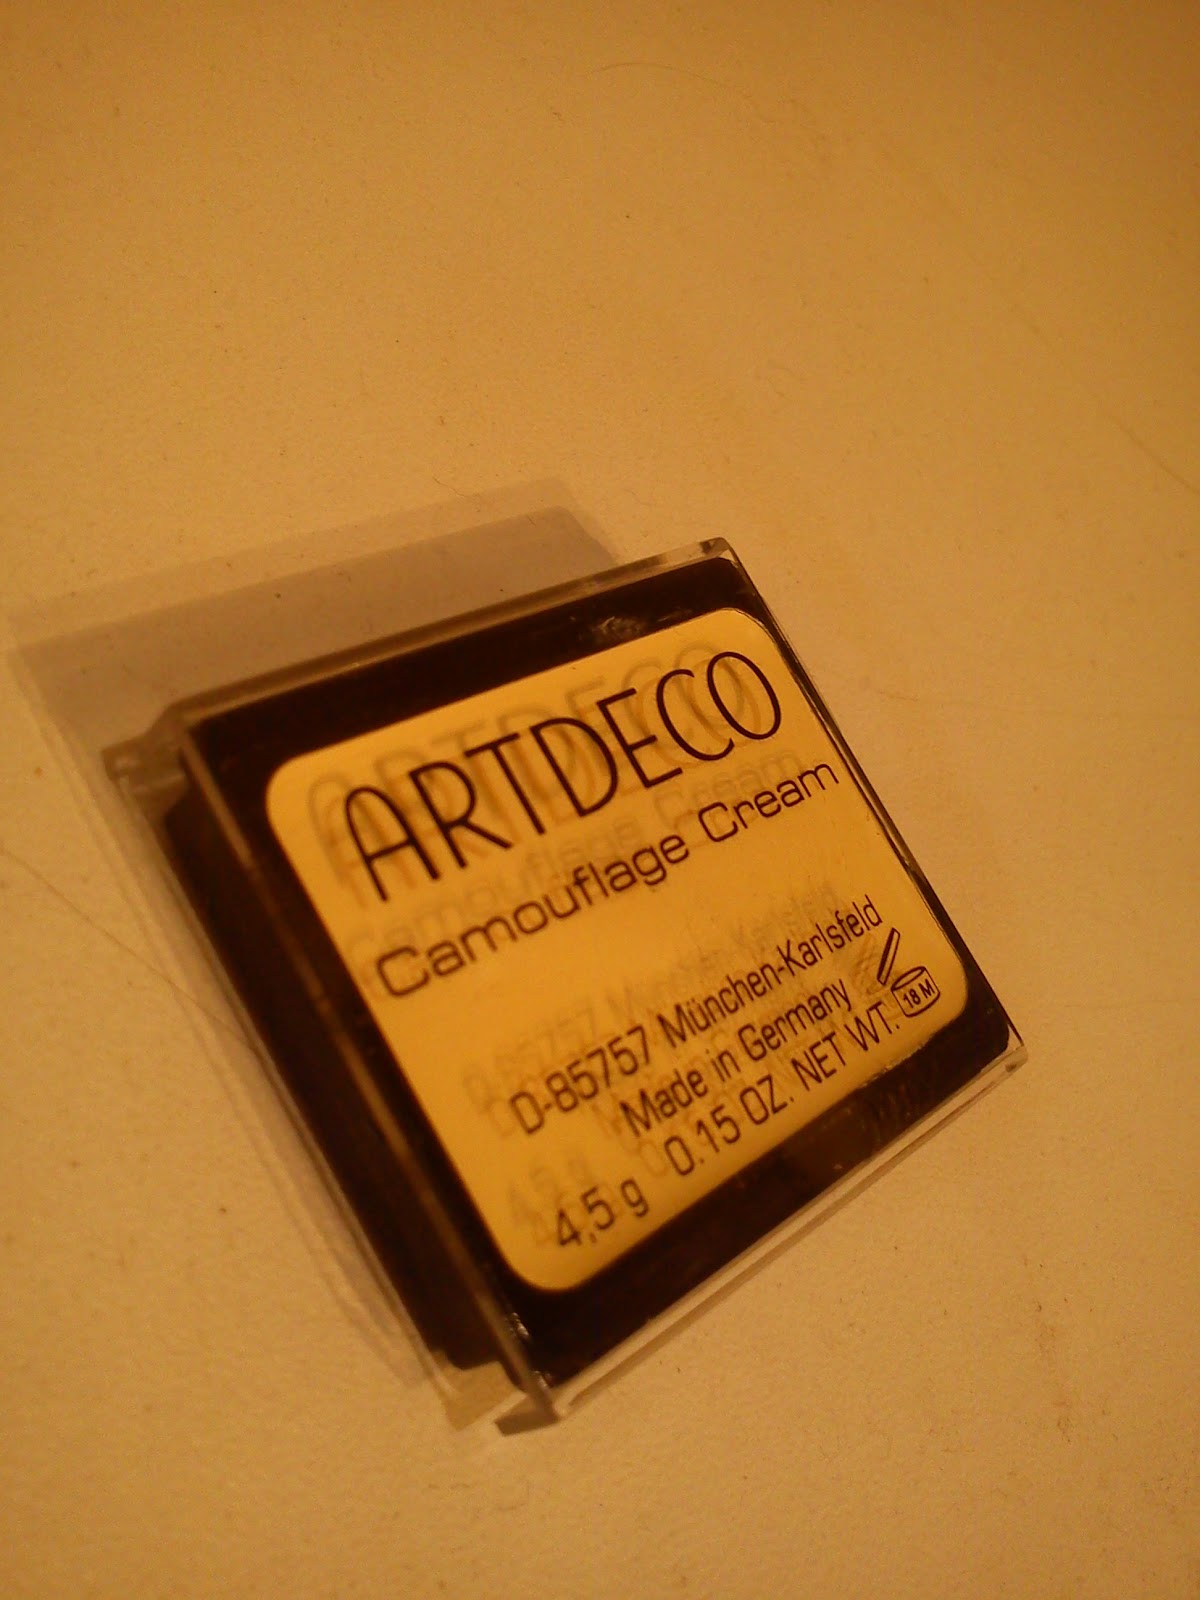 ARTDECO
Camouflage Cream
D-85757 München-Karlsfeld
Made in Germany
4,5 g 0.15 OZ. NET WT.
18 M